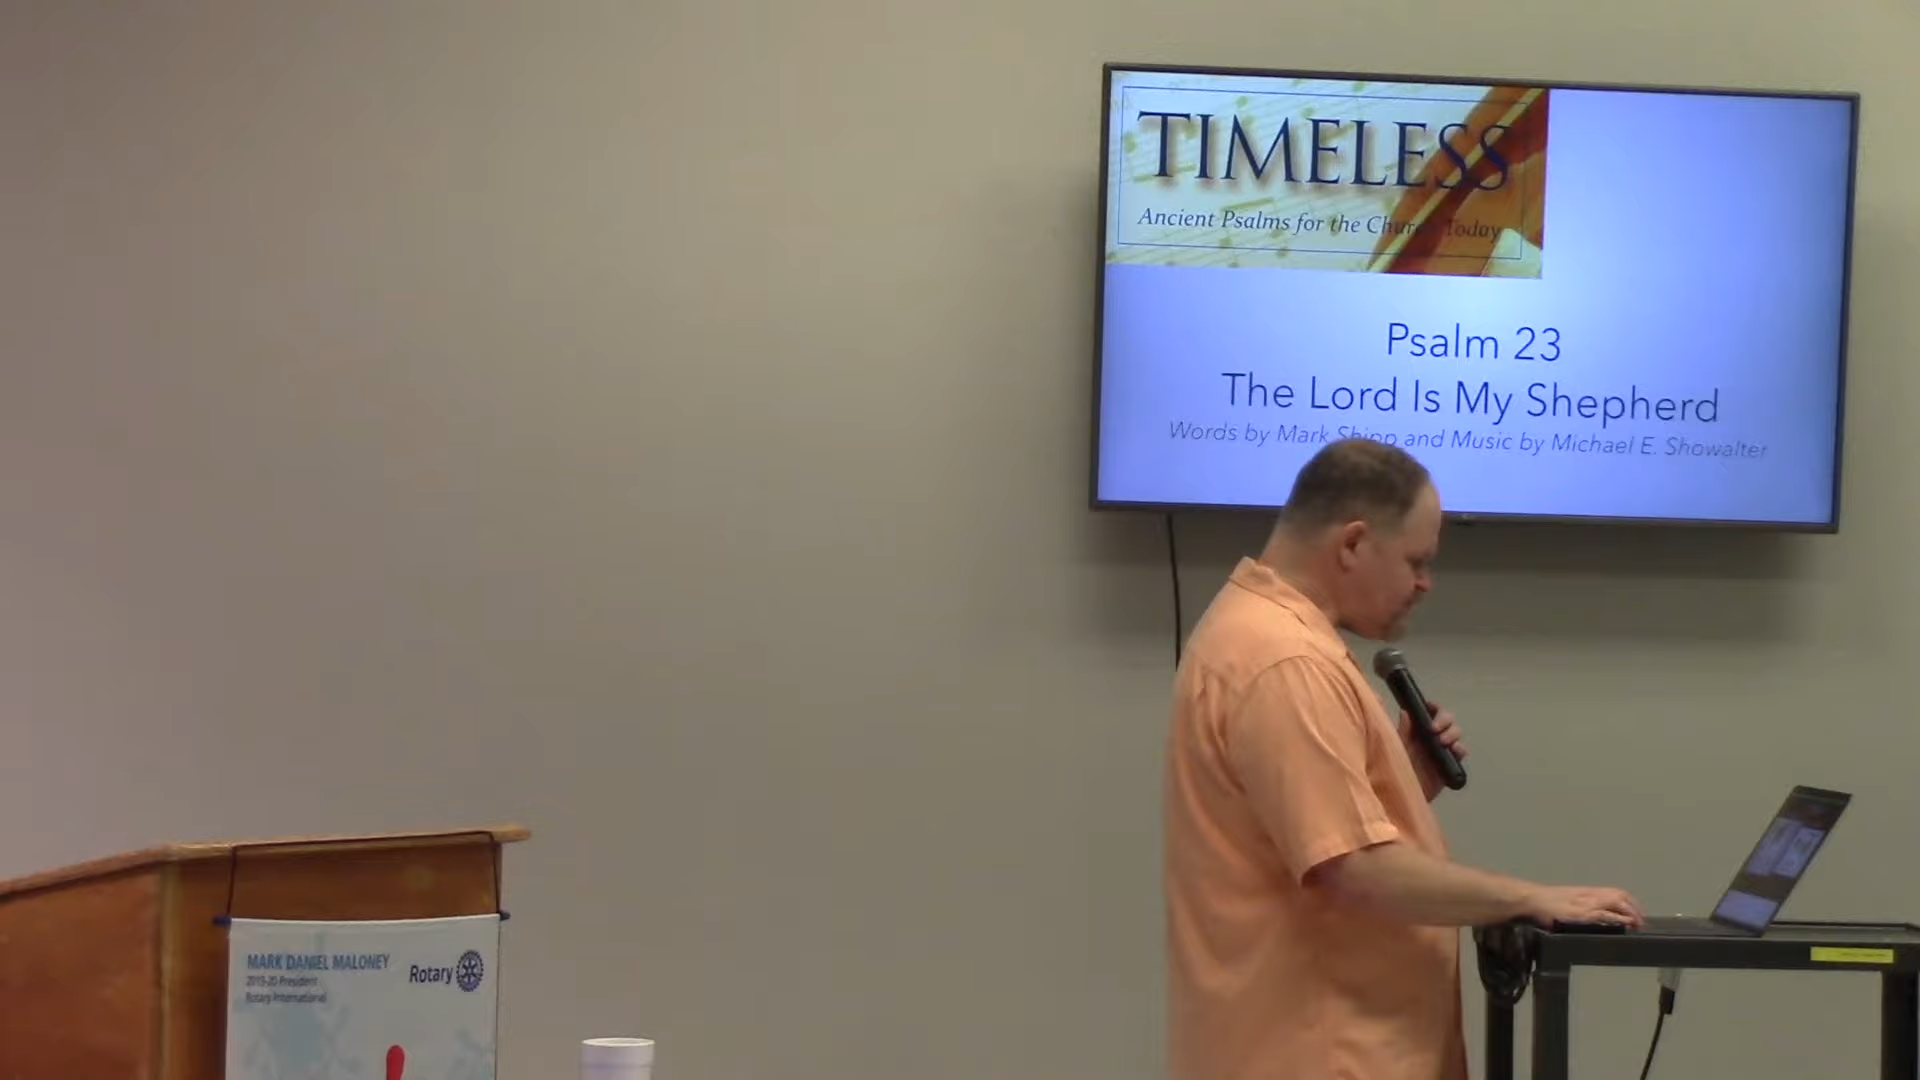 TIMELESS
Ancient Psalms for the Church Today
Psalm 23
The Lord Is My Shepherd
Words by Mark Shipp and Music by Michael E. Showalter
MARK DANIEL MALONEY
2019-20 President
Rotary International
Rotary